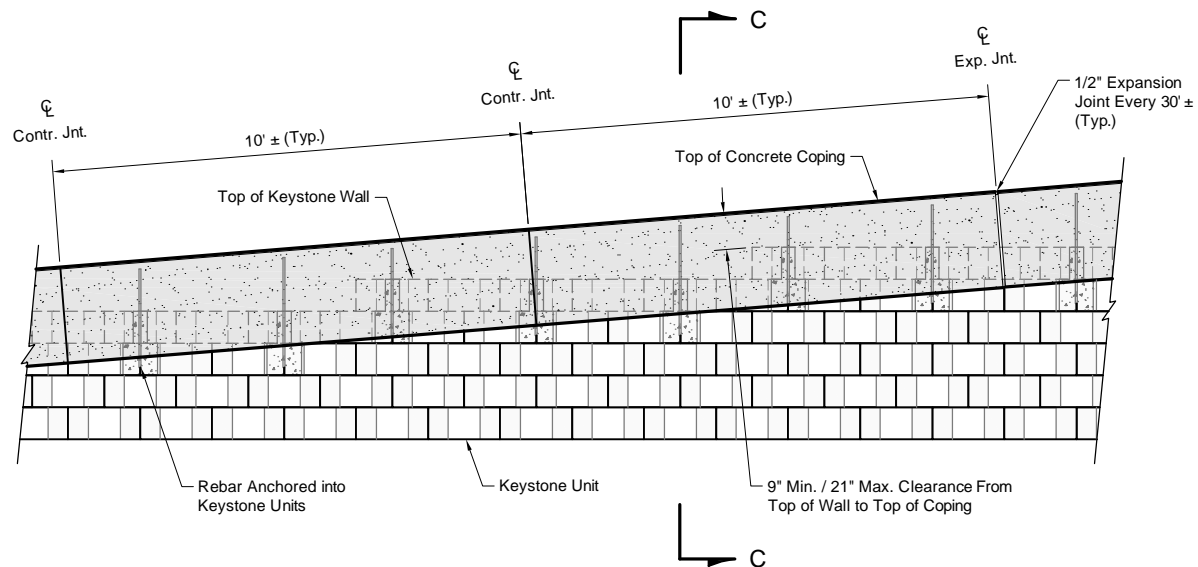 C
℄
Exp. Jnt.
1/2" Expansion
Joint Every 30' ±
(Typ.)
℄
Contr. Jnt.
10' ± (Typ.)
℄
Contr. Jnt.
10' ± (Typ.)
Top of Concrete Coping
Top of Keystone Wall
Rebar Anchored into
Keystone Units
Keystone Unit
9" Min. / 21" Max. Clearance From
Top of Wall to Top of Coping
C